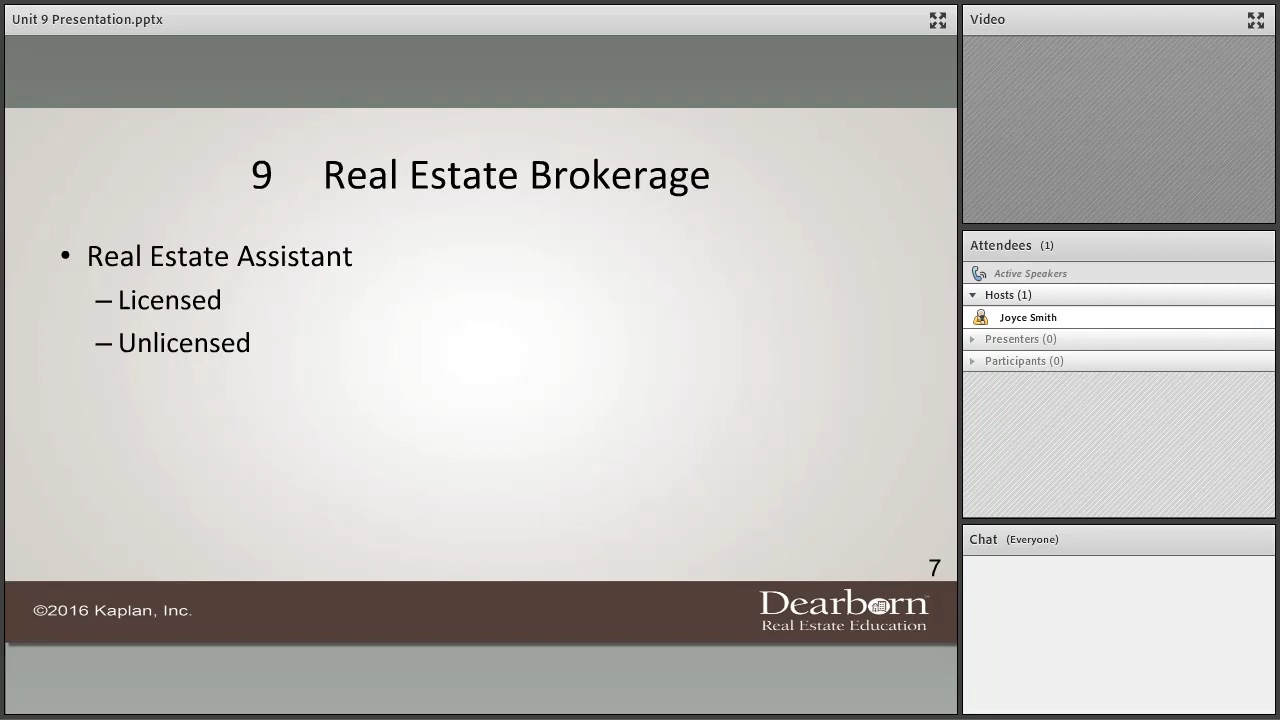 Unit 9 Presentation.pptx
9 Real Estate Brokerage
• Real Estate Assistant
– Licensed
– Unlicensed
7
©2016 Kaplan, Inc.
Dearborn™
Real Estate Education
Video
Attendees (1)
Active Speakers
Hosts (1)
Joyce Smith
Presenters (0)
Participants (0)
Chat (Everyone)